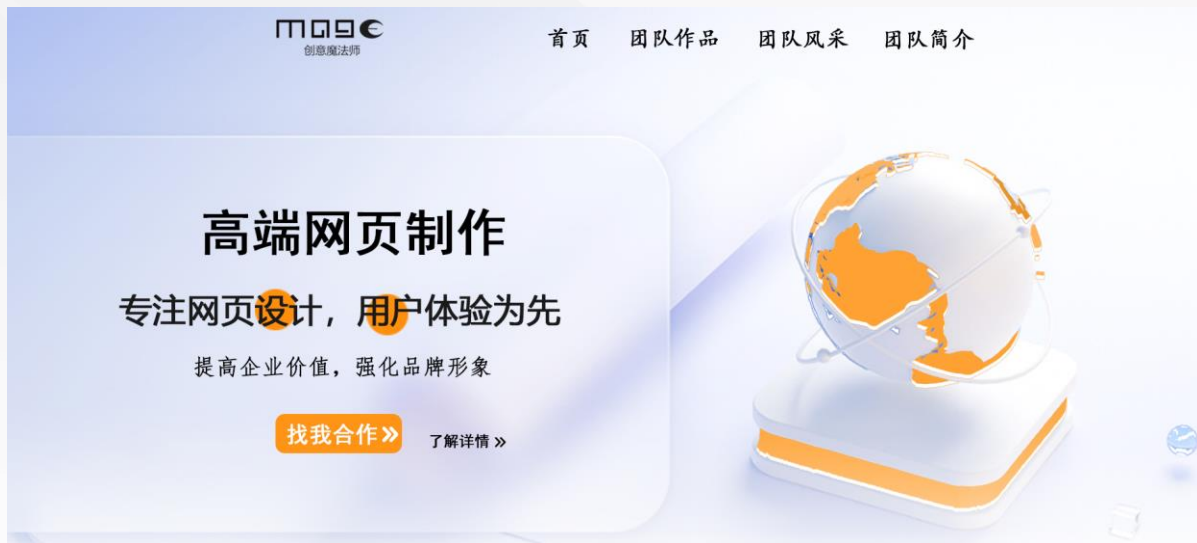 mage
创意魔法师
首页 团队作品 团队风采 团队简介
高端网页制作
专注网页设计，用户体验为先
提高企业价值，强化品牌形象
找我合作»
了解详情 »